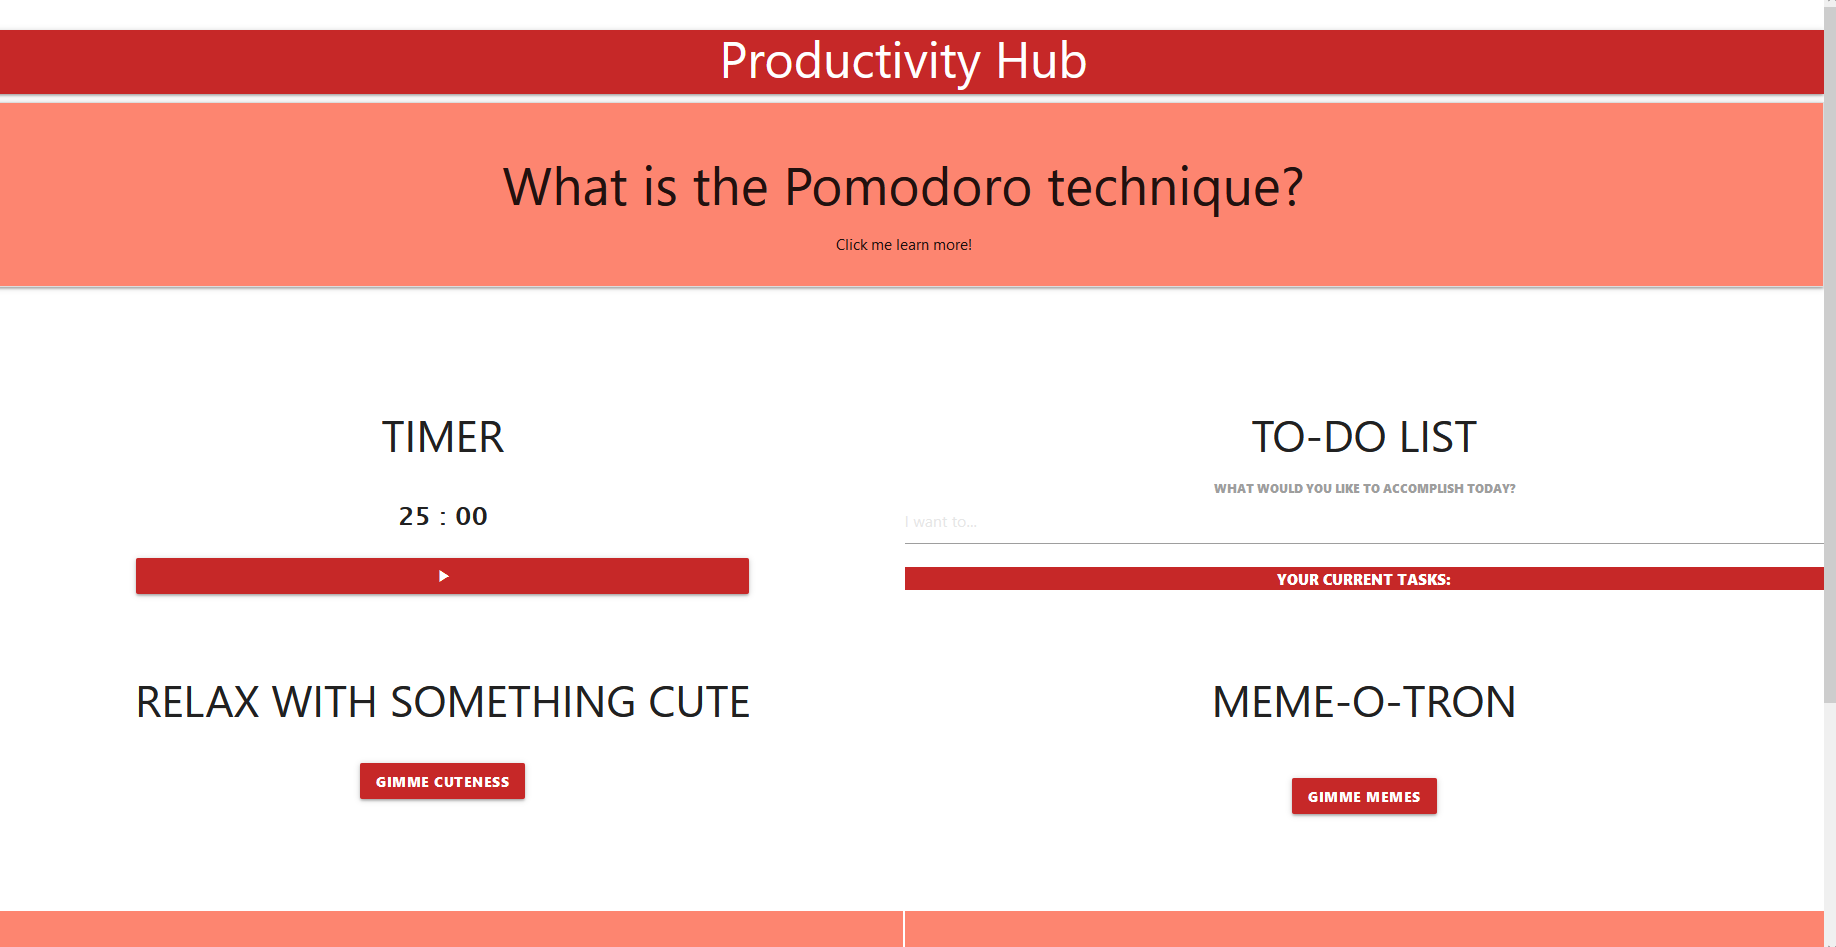 Productivity Hub
What is the Pomodoro technique?
Click me learn more!
TIMER
25 : 00
TO-DO LIST
WHAT WOULD YOU LIKE TO ACCOMPLISH TODAY?
I want to...
YOUR CURRENT TASKS:
RELAX WITH SOMETHING CUTE
GIMME CUTENESS
MEME-O-TRON
GIMME MEMES